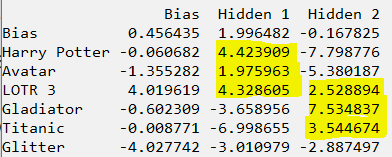 Bias Hidden 1 Hidden 2
Bias 0.456435 1.996482 -0.167825
Harry Potter -0.060682 4.423909 -7.798776
Avatar -1.355282 1.975963 -5.380187
LOTR 3 4.019619 4.328605 2.528894
Gladiator -0.602309 -3.658956 7.534837
Titanic -0.008771 -6.998655 3.544674
Glitter -4.027742 -3.010979 -2.887497